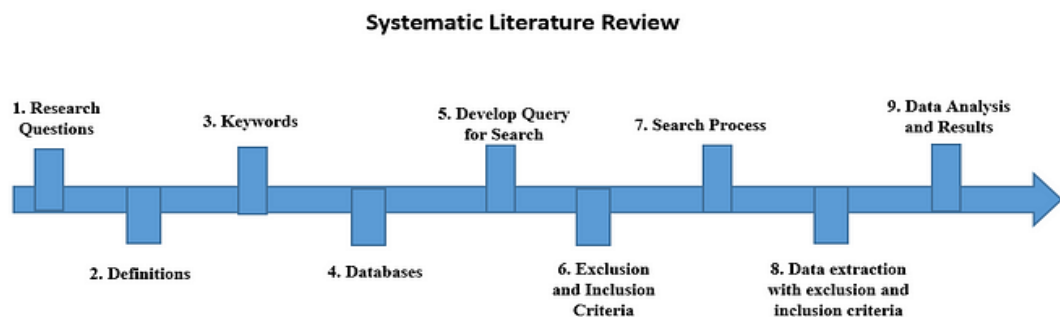 Systematic Literature Review
1. Research
Questions
2. Definitions
3. Keywords
4. Databases
5. Develop Query
for Search
6. Exclusion
and Inclusion
Criteria
7. Search Process
8. Data extraction
with exclusion and
inclusion criteria
9. Data Analysis
and Results